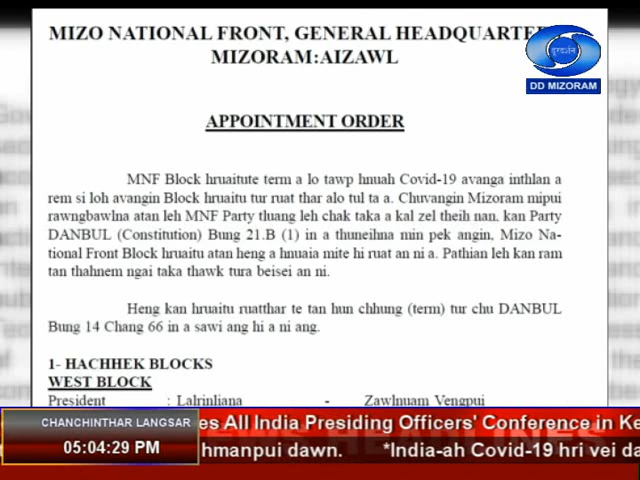 MIZO NATIONAL FRONT, GENERAL HEADQUARTE
MIZORAM:AIZAWL
दूरदर्शन
DD MIZORAM
APPOINTMENT ORDER
MNF Block hruaitute term a lo tawp hnuah Covid-19 avanga inthlan a
rem si loh avangin Block hruaitu tur ruat thar alo tul ta a. Chuvangin Mizoram mipui
rawngbawlna atan leh MNF Party thuang leh chak taka a kal zel theih nan, kan Party
DANBUL (Constitution) Bung 21.B (1) in a thuneihna min pek angin, Mizo Na-
tional Front Block hruaitu atan heng a hnuaia mite hi ruat an ni a. Pathian leh kan ram
tan thahnem ngai taka thawk tura beisei an ni.
Heng kan hruaitu ruatthar te tan hun chhung (term) tur chu DANBUL
Bung 14 Chang 66 in a sawi ang hi a ni ang.
1- HACHHEK BLOCKS
WEST BLOCK
President : Lalrinliana - Zawlnuam Vengpui
CHANCHINTHAR LANGSAR
es All India Presiding Officers' Conference in Ke
05:04:29 PM
hmanpui dawn. *India-ah Covid-19 hri vei da